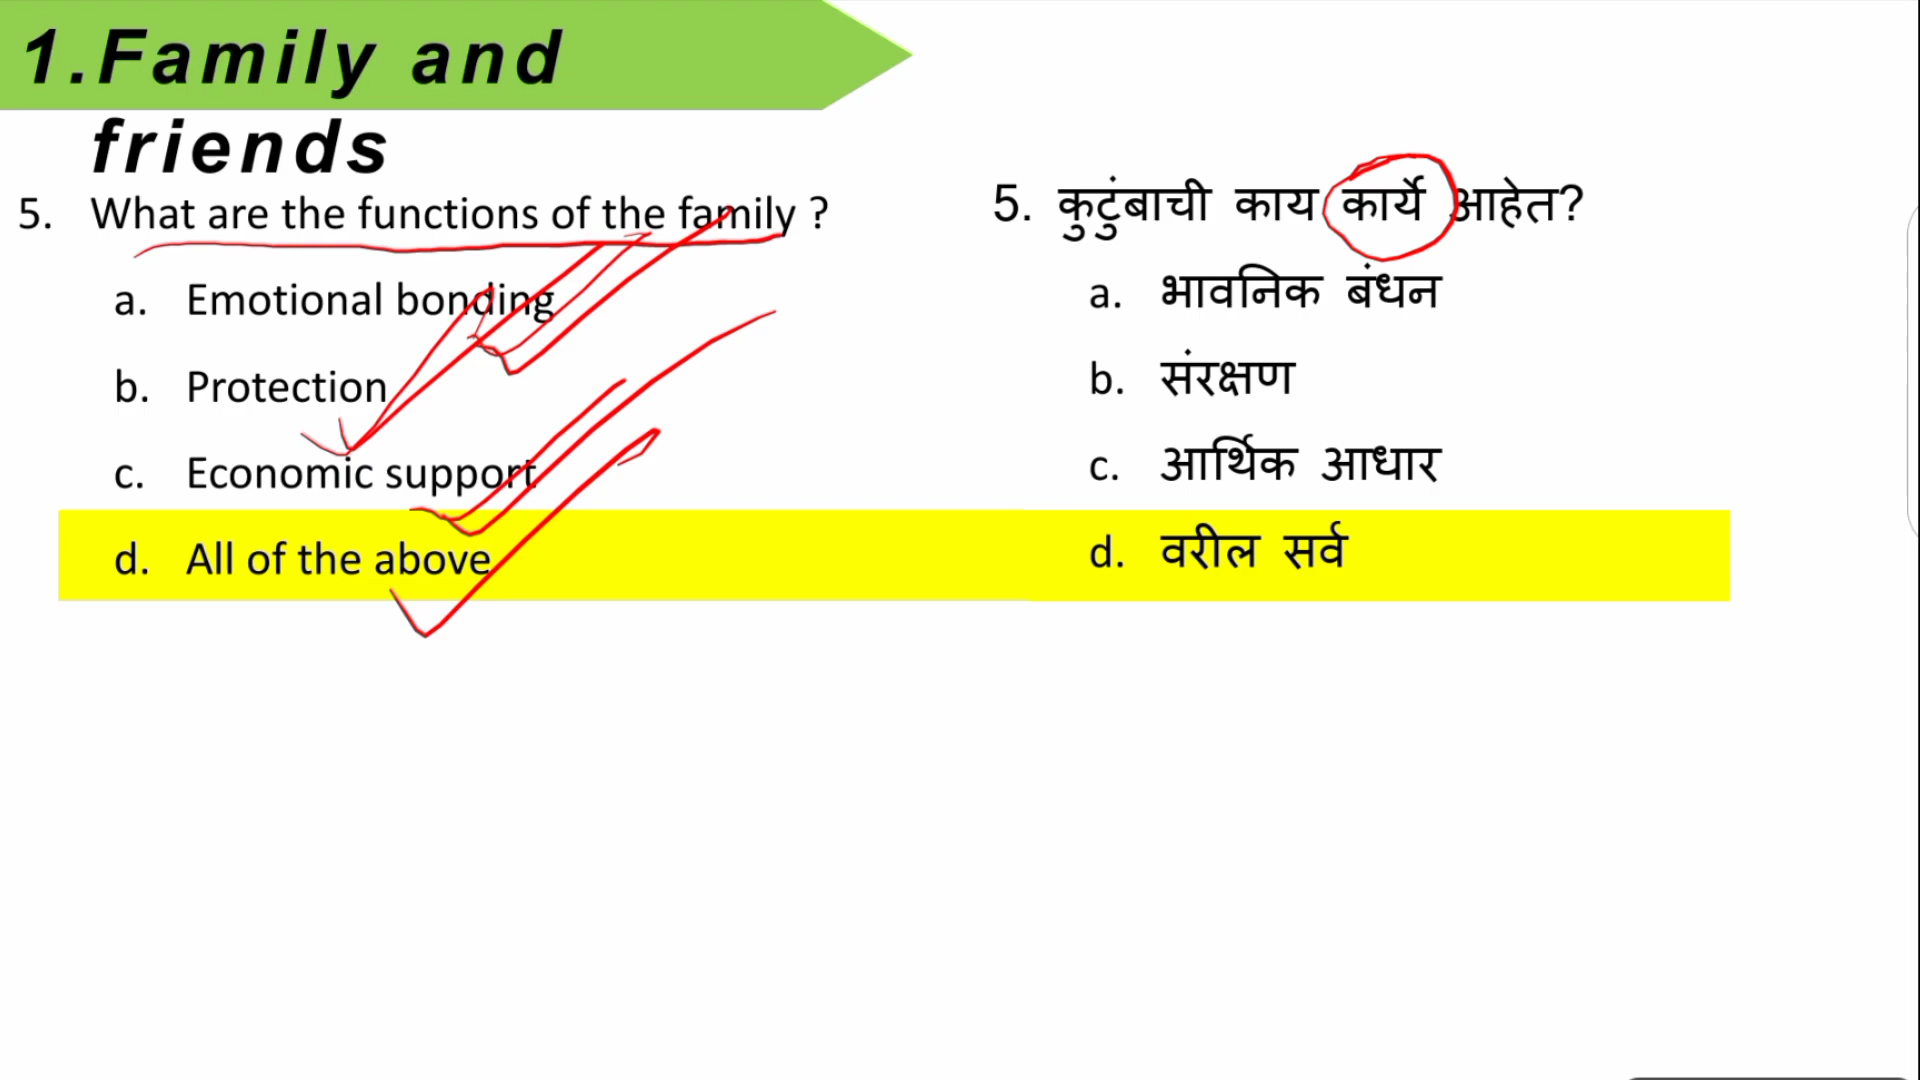 1.Family and
friends
5. What are the functions of the family ?
a. Emotional bonding
b. Protection
c. Economic support
d. All of the above
5. कुटुंबाची काय कार्ये आहेत?
a. भावनिक बंधन
b. संरक्षण
c. आर्थिक आधार
d. वरील सर्व